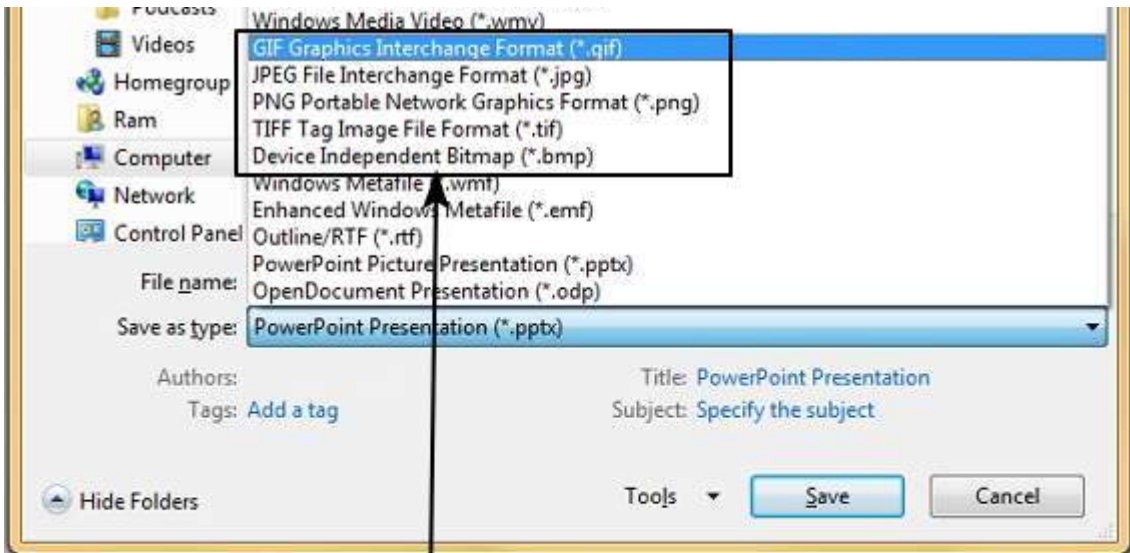 Podcasts
Windows Media Video (*.wmv)
Videos
GIF Graphics Interchange Format (*.gif)
JPEG File Interchange Format (*.jpg)
Homegroup
PNG Portable Network Graphics Format (*.png)
Ram
TIFF Tag Image File Format (*.tif)
Computer
Device Independent Bitmap (*.bmp)
Windows Metafile (*.wmf)
Network
Enhanced Windows Metafile (*.emf)
Control Panel
Outline/RTF (*.rtf)
PowerPoint Picture Presentation (*.pptx)
File name:
OpenDocument Presentation (*.odp)
Save as type: PowerPoint Presentation (*.pptx)
Authors:
Title: PowerPoint Presentation
Tags: Add a tag
Subject: Specify the subject
Hide Folders
Tools
Save
Cancel